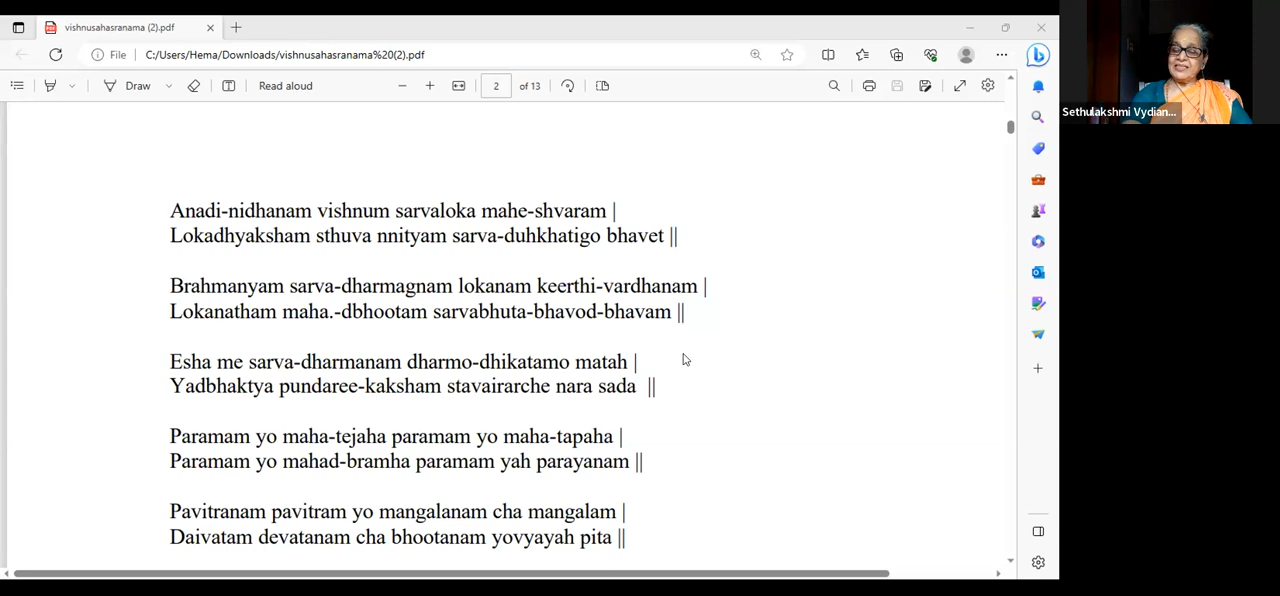 vishnusahasranama (2).pdf
File C:/Users/Hema/Downloads/vishnusahasranama%20(2).pdf
Draw Read aloud 2 of 13
Sethulakshmi Vydian...
Anadi-nidhanam vishnum sarvaloka mahe-shvaram |
Lokadhyaksham sthuva nnityam sarva-duhkhatigo bhavet ||
Brahmanyam sarva-dharmagnam lokanam keerthi-vardhanam |
Lokanatham maha.-dbhootam sarvabhuta-bhavod-bhavam ||
Esha me sarva-dharmanam dharmo-dhikatamo matah |
Yadbhaktya pundaree-kaksham stavairarche nara sada ||
Paramam yo maha-tejaha paramam yo maha-tapaha |
Paramam yo mahad-bramha paramam yah parayanam ||
Pavitranam pavitram yo mangalanam cha mangalam |
Daivatam devatanam cha bhootanam yovyayah pita ||